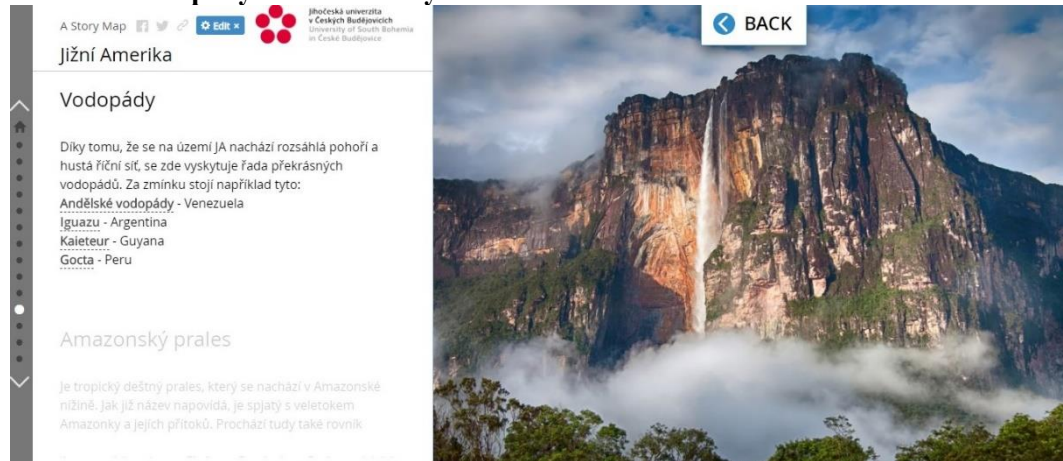 A Story Map
Edit ×
Jihočeská univerzita
v Českých Budějovicích
University of South Bohemia
in České Budějovice
Jižní Amerika
Vodopády
Díky tomu, že se na území JA nachází rozsáhlá pohoří a
hustá říční síť, se zde vyskytuje řada překrásných
vodopádů. Za zmínku stojí například tyto:
Andělské vodopády - Venezuela
Iguazu - Argentina
Kaieteur - Guyana
Gocta - Peru
Amazonský prales
Je tropický deštný prales, který se nachází v Amazonské
nížině. Jak již název napovídá, je spjatý s veletokem
Amazonky a jejích přítoků. Prochází tudy také rovník
BACK